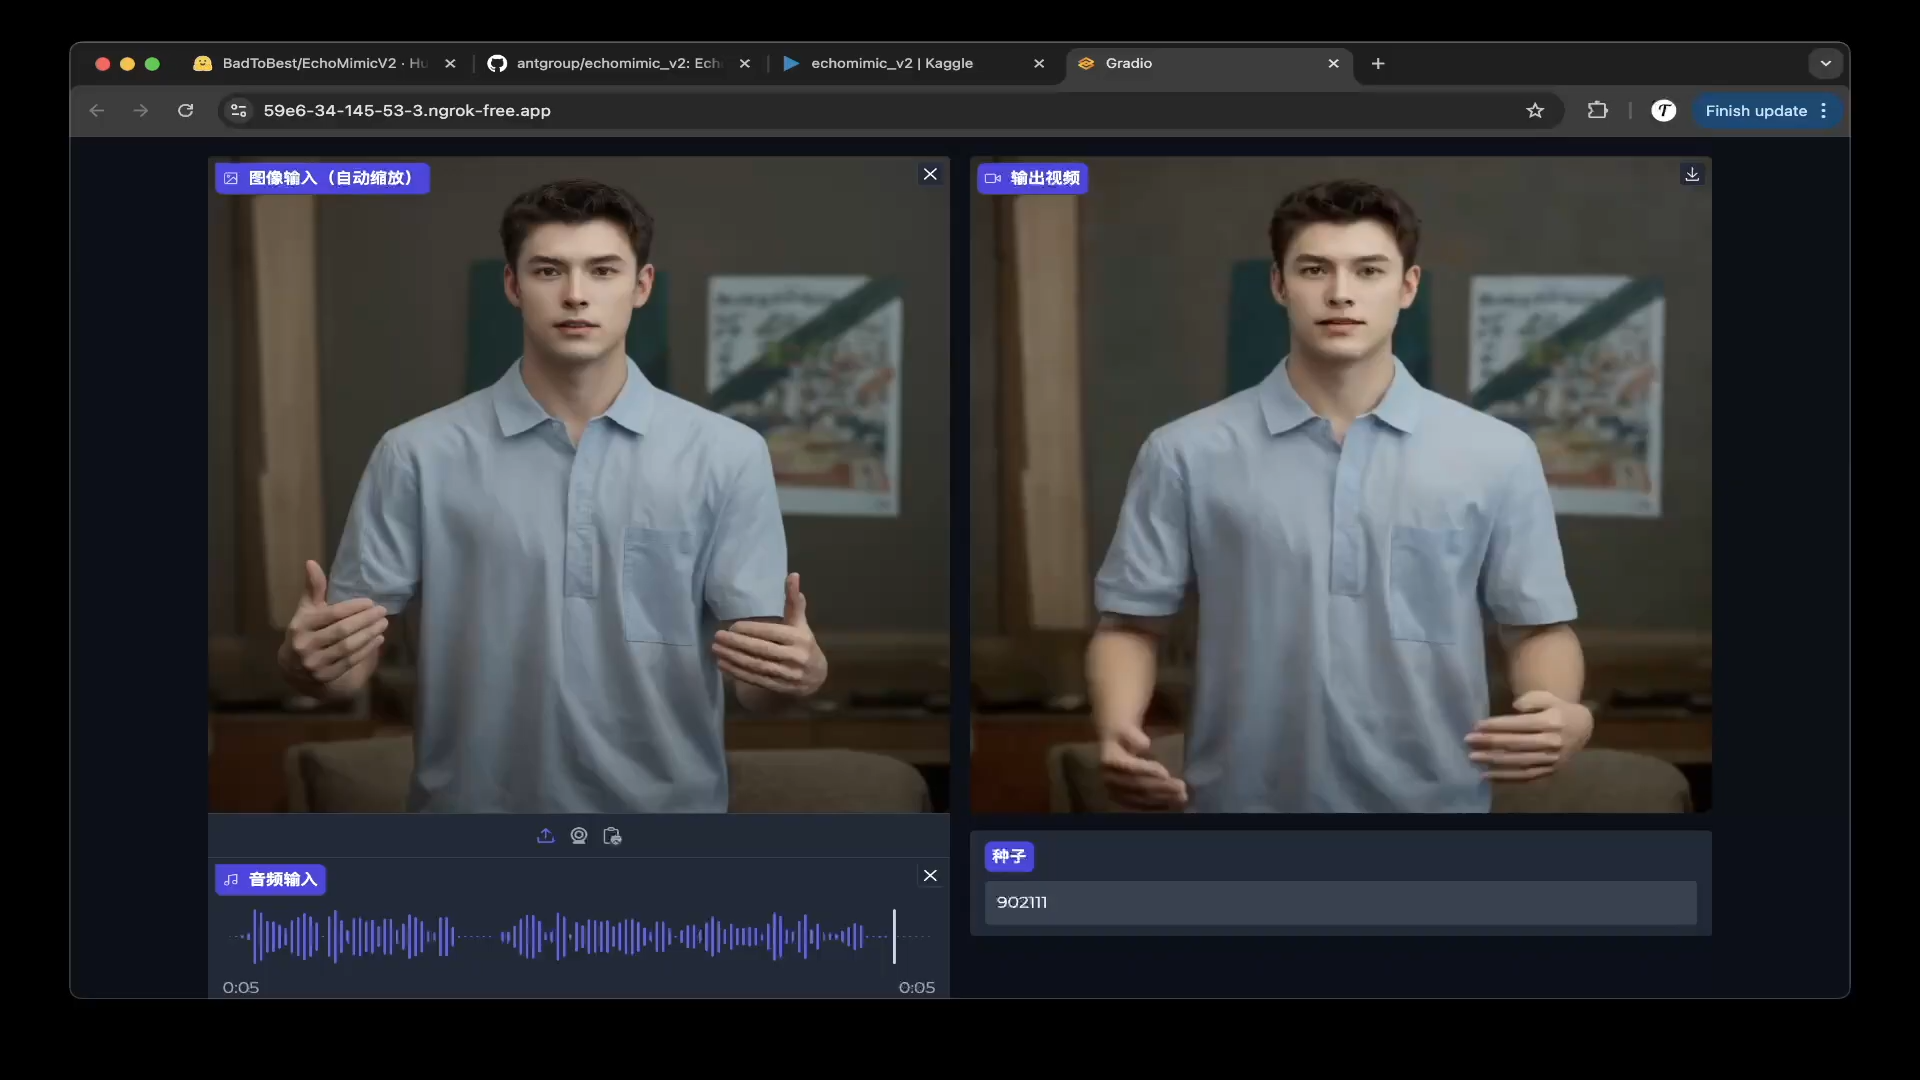 BadToBest/EchoMimicV2 · Hu
antgroup/echomimic_v2: Ech
echomimic_v2 | Kaggle
Gradio
59e6-34-145-53-3.ngrok-free.app
Finish update
图像输入（自动缩放）
输出视频
音频输入
0:05
0:05
种子
902111